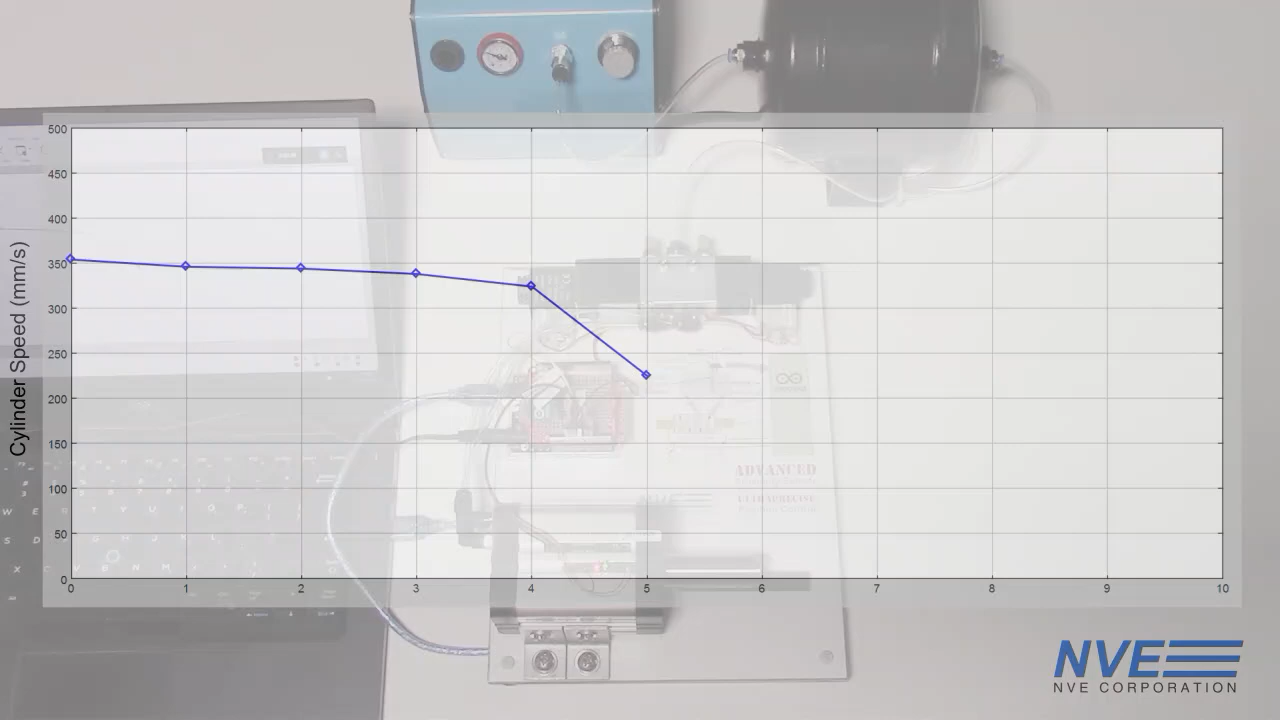 500
450
400
350
300
250
200
150
100
50
0
Cylinder Speed (mm/s)
0 1 2 3 4 5 6 7 8 9 10
ADVANCED
ULTRAPRECISE
NVE
NVE CORPORATION